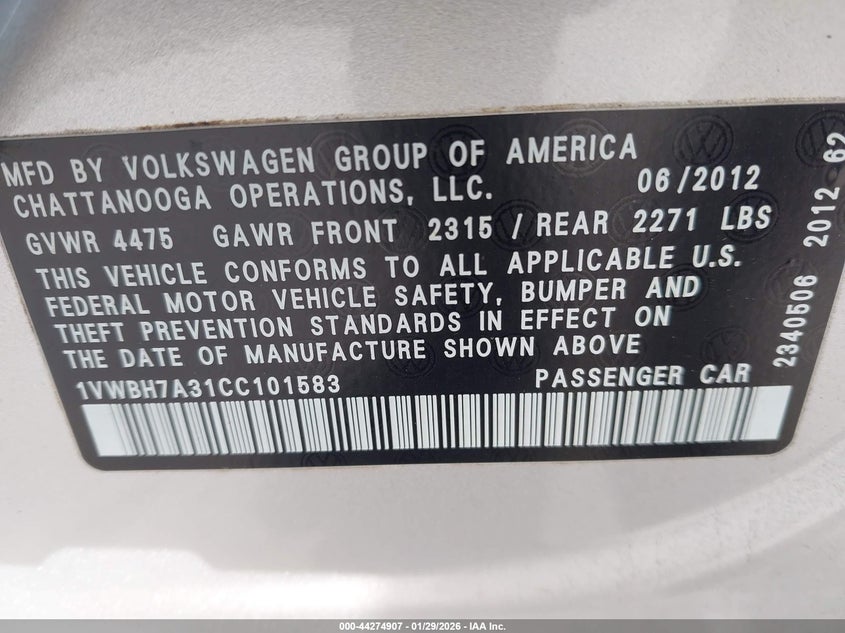 MFD BY VOLKSWAGEN GROUP OF AMERICA
CHATTANOOGA OPERATIONS, LLC. 06/2012
GVWR 4475 GAWR FRONT 2315 / REAR 2271 LBS
THIS VEHICLE CONFORMS TO ALL APPLICABLE U.S.
FEDERAL MOTOR VEHICLE SAFETY, BUMPER AND
THEFT PREVENTION STANDARDS IN EFFECT ON
THE DATE OF MANUFACTURE SHOWN ABOVE
1VWBH7A31CC101583 PASSENGER CAR
2340506 2012 62
000-44274907 - 01/29/2026 - IAA Inc.